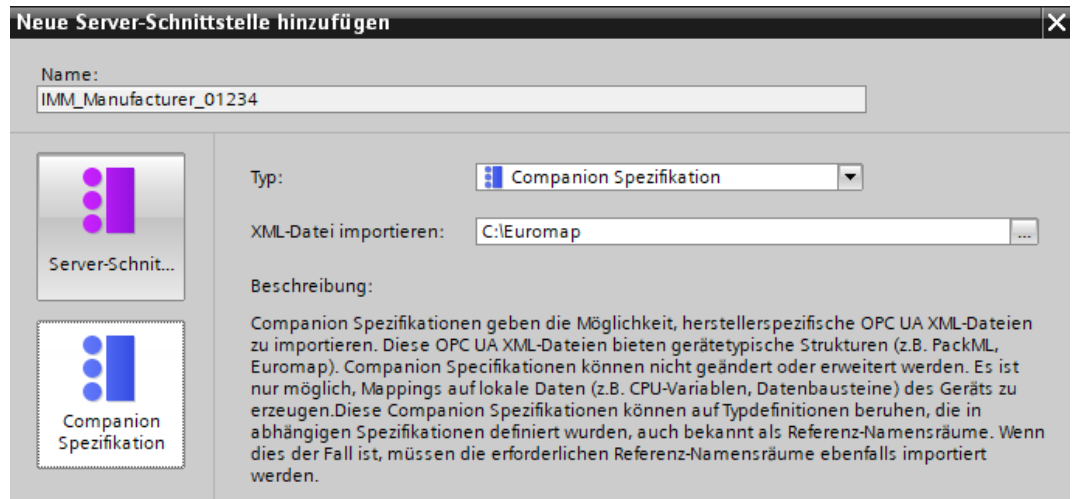 Neue Server-Schnittstelle hinzufügen
Name:
IMM_Manufacturer_01234
Server-Schnit...
Companion
Spezifikation
Typ:
Companion Spezifikation
XML-Datei importieren:
C:\Euromap
...
Beschreibung:
Companion Spezifikationen geben die Möglichkeit, herstellerspezifische OPC UA XML-Dateien
zu importieren. Diese OPC UA XML-Dateien bieten gerätetypische Strukturen (z.B. PackML,
Euromap). Companion Specifikationen können nicht geändert oder erweitert werden. Es ist
nur möglich, Mappings auf lokale Daten (z.B. CPU-Variablen, Datenbausteine) des Geräts zu
erzeugen.Diese Companion Spezifikationen können auf Typdefinitionen beruhen, die in
abhängigen Spezifikationen definiert wurden, auch bekannt als Referenz-Namensräume. Wenn
dies der Fall ist, müssen die erforderlichen Referenz-Namensräume ebenfalls importiert
werden.